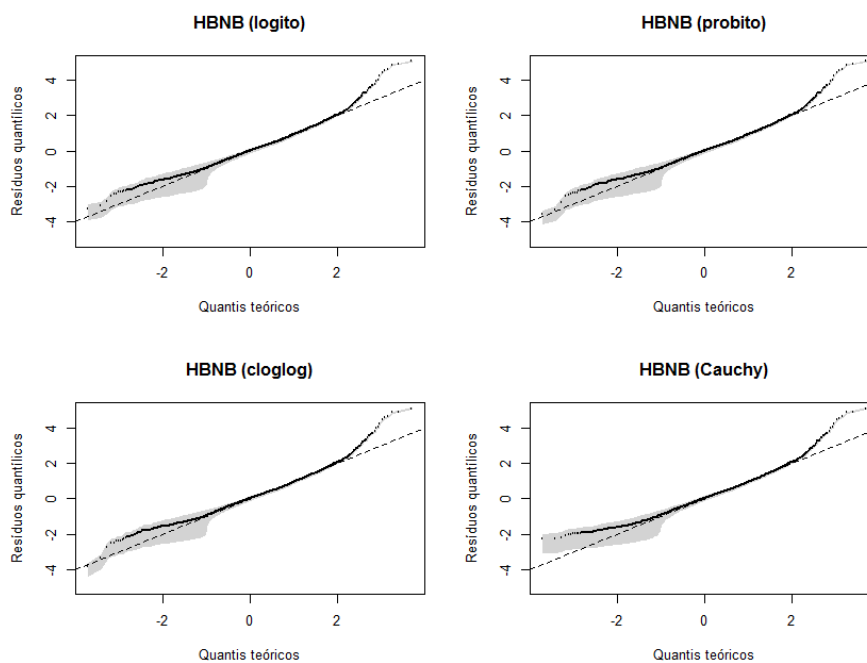 HBNB (logito)
Resíduos quantílicos
4
2
0
-2
-4
-2 0 2
Quantis teóricos
HBNB (probito)
Resíduos quantílicos
4
2
0
-2
-4
-2 0 2
Quantis teóricos
HBNB (cloglog)
Resíduos quantílicos
4
2
0
-2
-4
-2 0 2
Quantis teóricos
HBNB (Cauchy)
Resíduos quantílicos
4
2
0
-2
-4
-2 0 2
Quantis teóricos